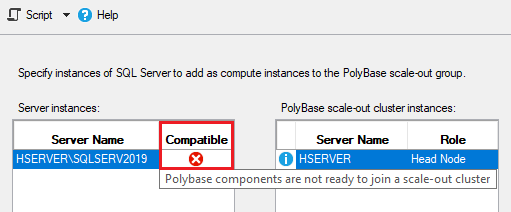 Script Help
Specify instances of SQL Server to add as compute instances to the PolyBase scale-out group.
Server instances: PolyBase scale-out cluster instances:
Server Name Compatible Server Name Role
HSERVER\SQLSERV2019 HSERVER Head Node
Polybase components are not ready to join a scale-out cluster